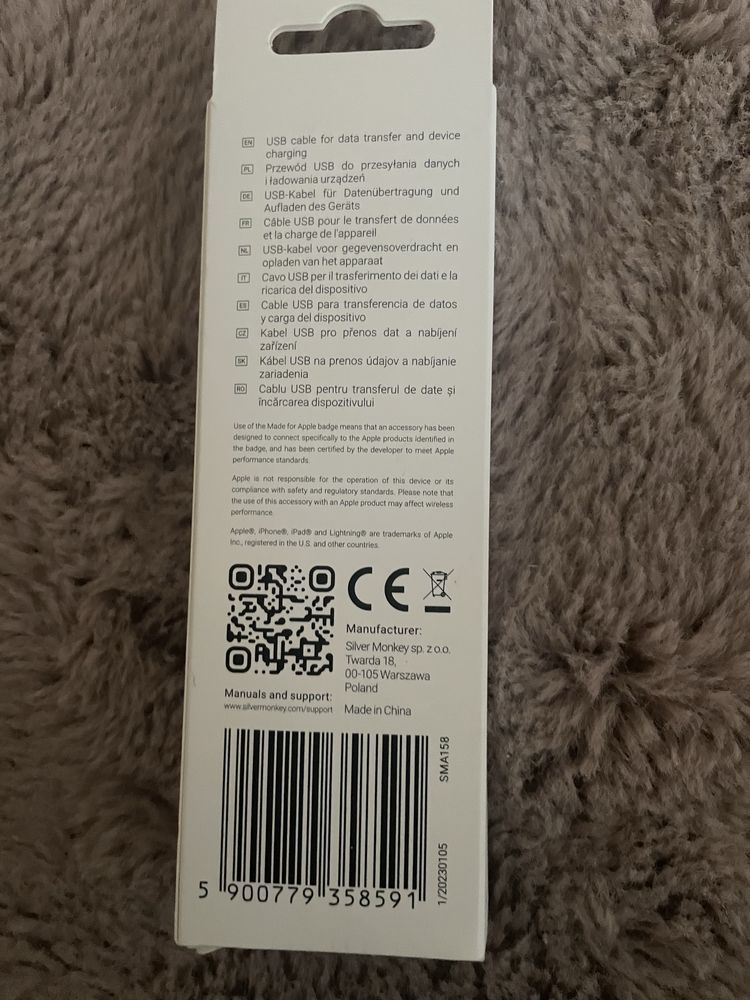 EN USB cable for data transfer and device
charging
PL Przewód USB do przesyłania danych
i ładowania urządzeń
DE USB-Kabel für Datenübertragung und
Aufladen des Geräts
FR Câble USB pour le transfert de données
et la charge de l'appareil
NL USB-kabel voor gegevensoverdracht en
opladen van het apparaat
IT Cavo USB per il trasferimento dei dati e la
ricarica del dispositivo
ES Cable USB para transferencia de datos
y carga del dispositivo
CZ Kabel USB pro přenos dat a nabíjení
zařízení
SK Kábel USB na prenos údajov a nabíjanie
zariadenia
RO Cablu USB pentru transferul de date și
încărcarea dispozitivului
Use of the Made for Apple badge means that an accessory has been
designed to connect specifically to the Apple products identified in
the badge, and has been certified by the developer to meet Apple
performance standards.
Apple is not responsible for the operation of this device or its
compliance with safety and regulatory standards. Please note that
the use of this accessory with an Apple product may affect wireless
performance.
Apple®, iPhone®, iPad® and Lightning® are trademarks of Apple
Inc., registered in the U.S. and other countries.
CE
Manufacturer:
Silver Monkey sp. z o.o.
Twarda 18,
00-105 Warszawa
Poland
Made in China
Manuals and support:
www.silvermonkey.com/support
SMA158
1/20230105
5 900779 358591